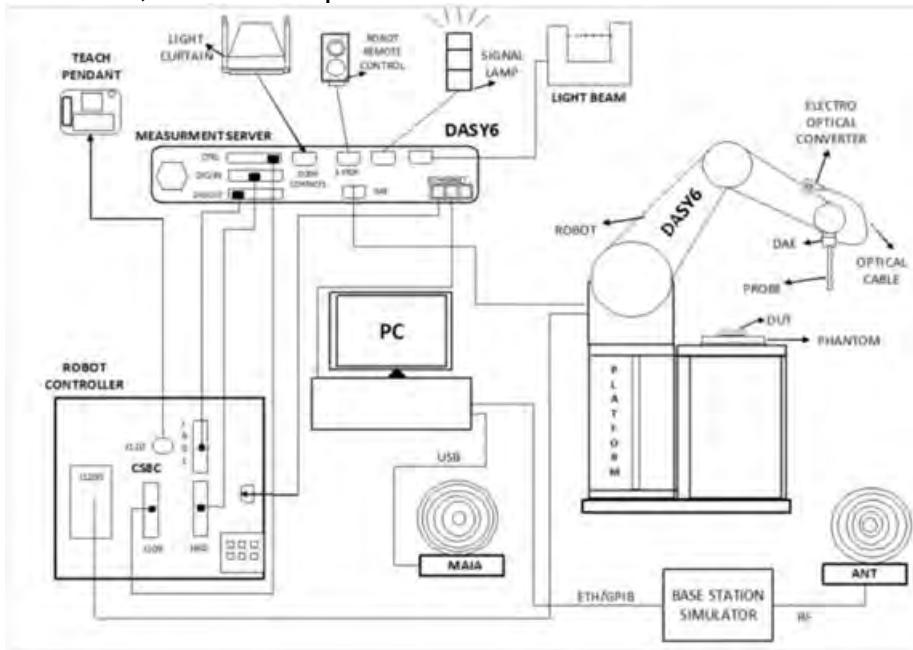 LIGHT
CURTAIN
ROBOT
REMOTE
CONTROL
SIGNAL
LAMP
LIGHT BEAM
TEACH
PENDANT
ELECTRO
OPTICAL
CONVERTER
MEASURMENT SERVER
DASY6
ROBOT
DASY6
DAE
OPTICAL
CABLE
PROBE
DUT
PHANTOM
PC
PLATFORM
ROBOT
CONTROLLER
CS8C
USB
MAIA
ETH/GPIB
BASE STATION
SIMULATOR
RF
ANT